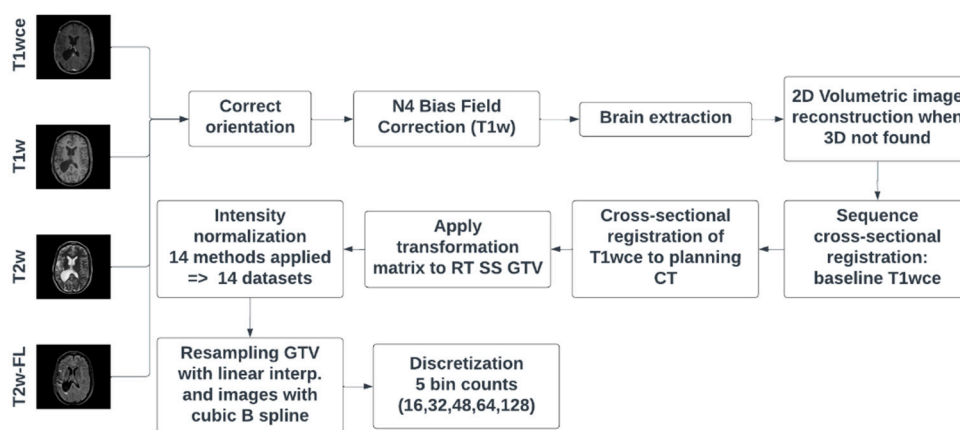 T1wce
T1w
T2w
T2w-FL
Correct
orientation
N4 Bias Field
Correction (T1w)
Brain extraction
2D Volumetric image
reconstruction when
3D not found
Sequence
cross-sectional
registration:
baseline T1wce
Cross-sectional
registration of
T1wce to planning
CT
Apply
transformation
matrix to RT SS GTV
Intensity
normalization
14 methods applied
=> 14 datasets
Resampling GTV
with linear interp.
and images with
cubic B spline
Discretization
5 bin counts
(16,32,48,64,128)